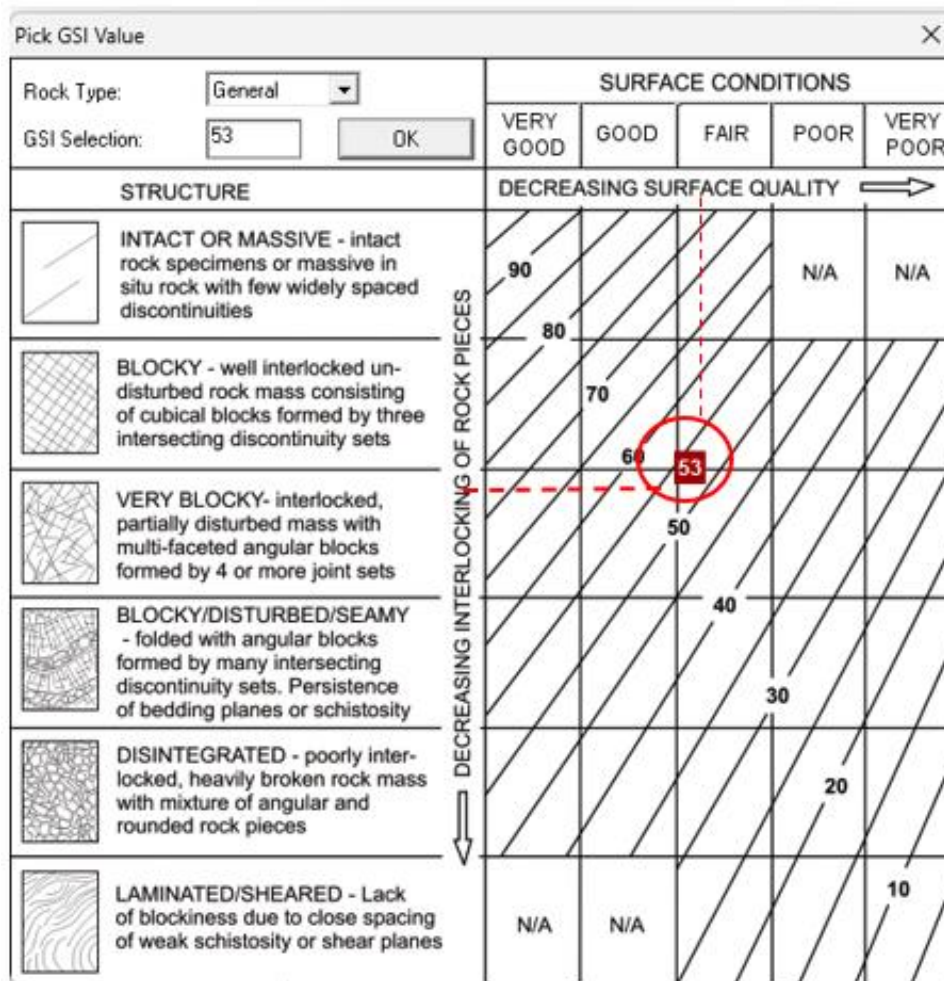 Pick GSI Value
Rock Type:
General
GSI Selection:
53
OK
STRUCTURE
SURFACE CONDITIONS
VERY GOOD
GOOD
FAIR
POOR
VERY POOR
DECREASING SURFACE QUALITY
DECREASING INTERLOCKING OF ROCK PIECES
INTACT OR MASSIVE - intact
rock specimens or massive in
situ rock with few widely spaced
discontinuities
BLOCKY - well interlocked un-
disturbed rock mass consisting
of cubical blocks formed by three
intersecting discontinuity sets
VERY BLOCKY- interlocked,
partially disturbed mass with
multi-faceted angular blocks
formed by 4 or more joint sets
BLOCKY/DISTURBED/SEAMY
- folded with angular blocks
formed by many intersecting
discontinuity sets. Persistence
of bedding planes or schistosity
DISINTEGRATED - poorly inter-
locked, heavily broken rock mass
with mixture of angular and
rounded rock pieces
LAMINATED/SHEARED - Lack
of blockiness due to close spacing
of weak schistosity or shear planes
90
N/A
N/A
80
70
60
53
50
40
30
20
10
N/A
N/A